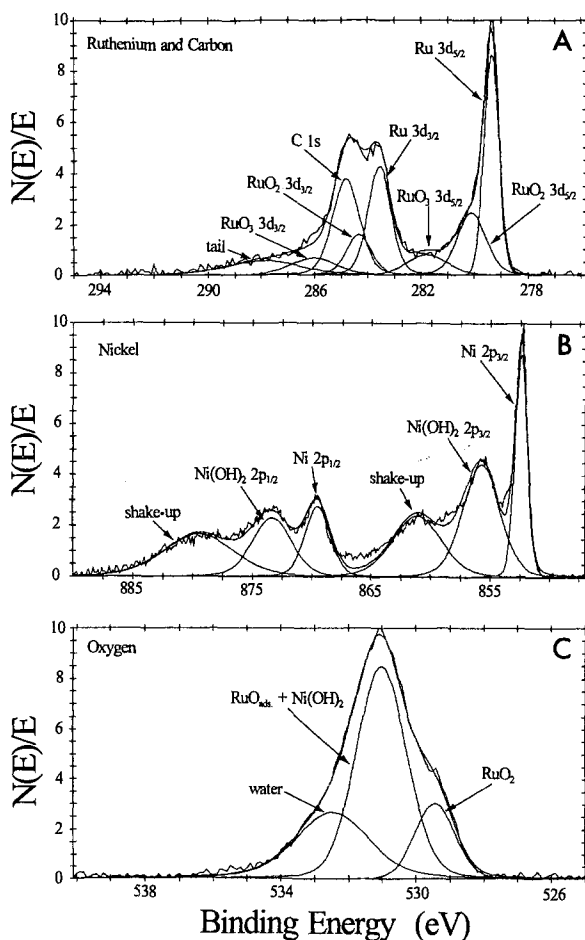 A
Ruthenium and Carbon
Ru 3d5/2
C 1s
Ru 3d3/2
RuO2 3d3/2
RuO3 3d5/2
RuO2 3d5/2
RuO3 3d3/2
tail
N(E)/E
10
8
6
4
2
0
294 290 286 282 278
B
Nickel
Ni 2p3/2
Ni(OH)2 2p3/2
Ni 2p1/2
Ni(OH)2 2p1/2
shake-up
shake-up
N(E)/E
10
8
6
4
2
0
885 875 865 855
C
Oxygen
RuOads. + Ni(OH)2
RuO2
water
N(E)/E
10
8
6
4
2
0
538 534 530 526
Binding Energy (eV)